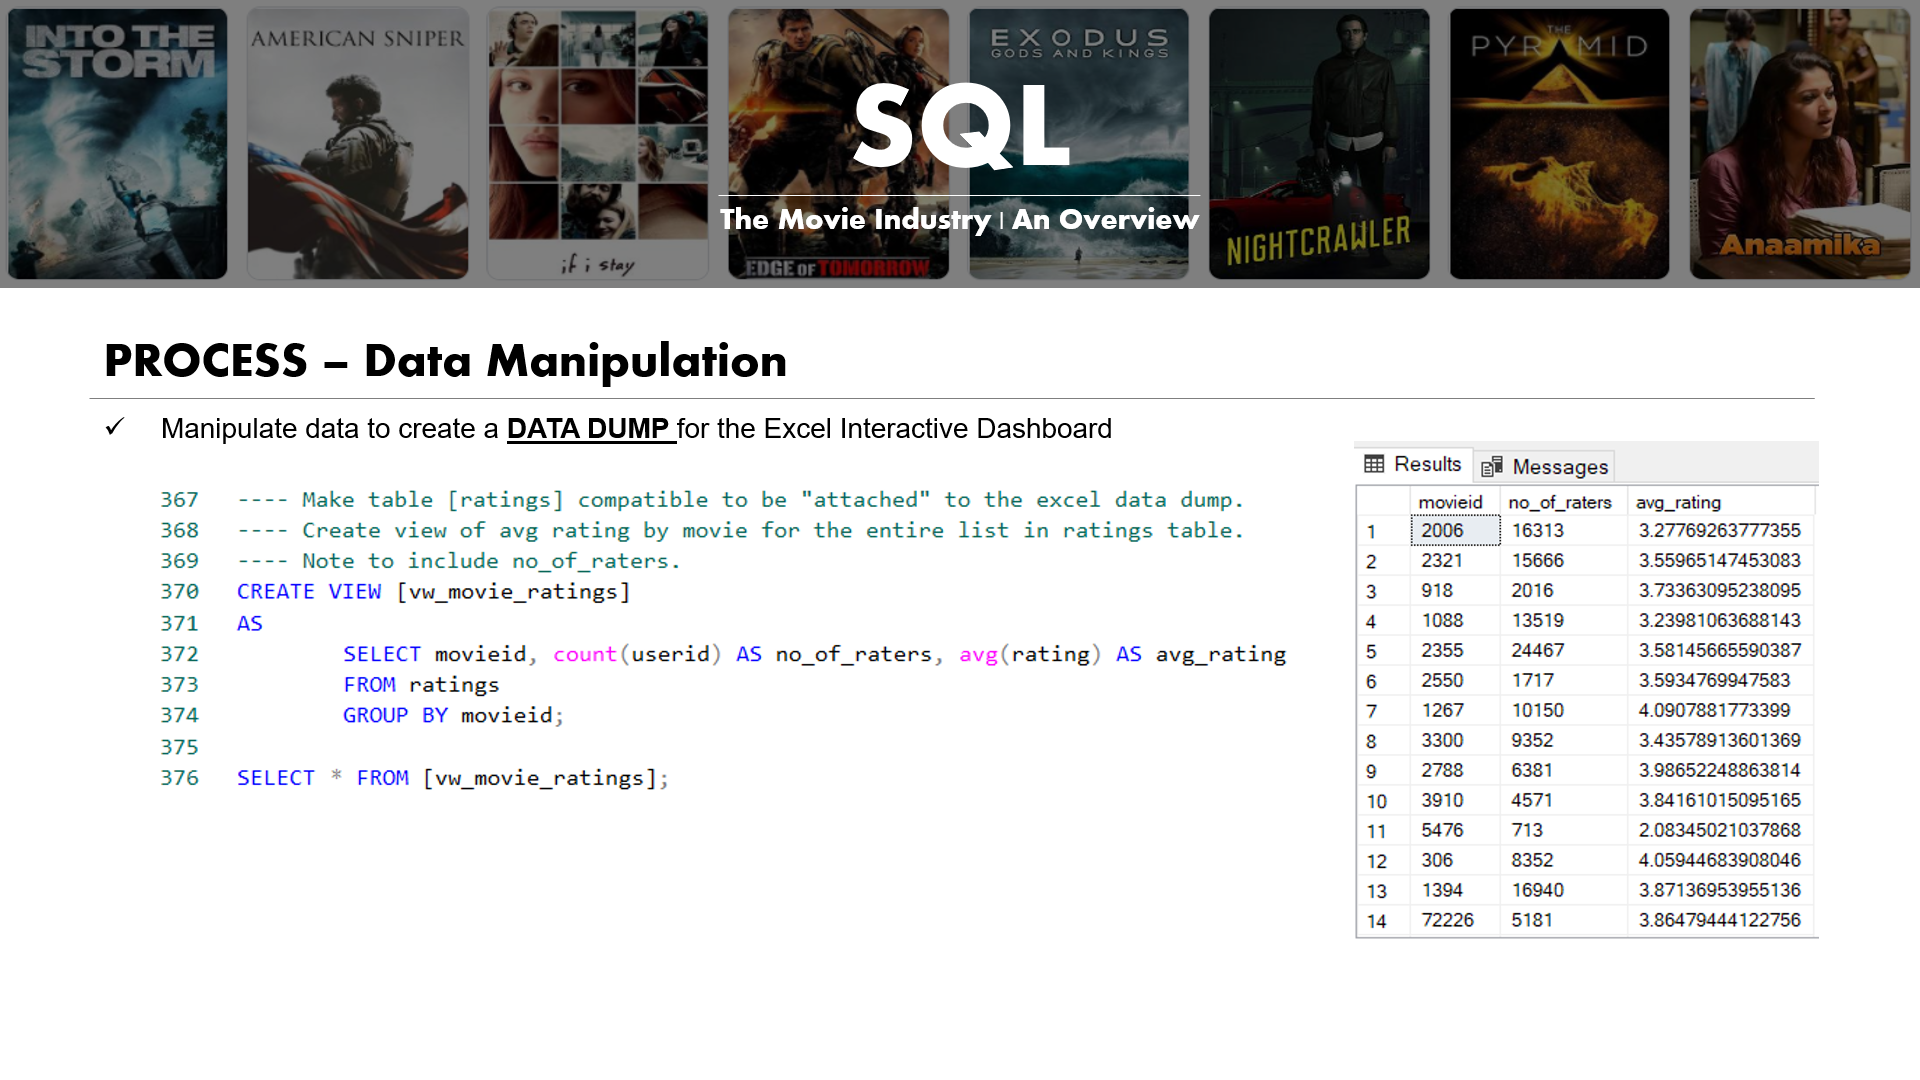 INTO THE
STORM
AMERICAN SNIPER
if i stay
EDGE OF TOMORROW
EXODUS
GODS AND KINGS
NIGHTCRAWLER
THE
PYRAMID
Anaamika
SQL
The Movie Industry | An Overview
PROCESS – Data Manipulation
✓ Manipulate data to create a DATA DUMP for the Excel Interactive Dashboard
367 ---- Make table [ratings] compatible to be "attached" to the excel data dump.
368 ---- Create view of avg rating by movie for the entire list in ratings table.
369 ---- Note to include no_of_raters.
370 CREATE VIEW [vw_movie_ratings]
371 AS
372 SELECT movieid, count(userid) AS no_of_raters, avg(rating) AS avg_rating
373 FROM ratings
374 GROUP BY movieid;
375
376 SELECT * FROM [vw_movie_ratings];
Results Messages
movieid no_of_raters avg_rating
1 2006 16313 3.27769263777355
2 2321 15666 3.55965147453083
3 918 2016 3.73363095238095
4 1088 13519 3.23981063688143
5 2355 24467 3.58145665590387
6 2550 1717 3.5934769947583
7 1267 10150 4.0907881773399
8 3300 9352 3.43578913601369
9 2788 6381 3.98652248863814
10 3910 4571 3.84161015095165
11 5476 713 2.08345021037868
12 306 8352 4.05944683908046
13 1394 16940 3.87136953955136
14 72226 5181 3.86479444122756